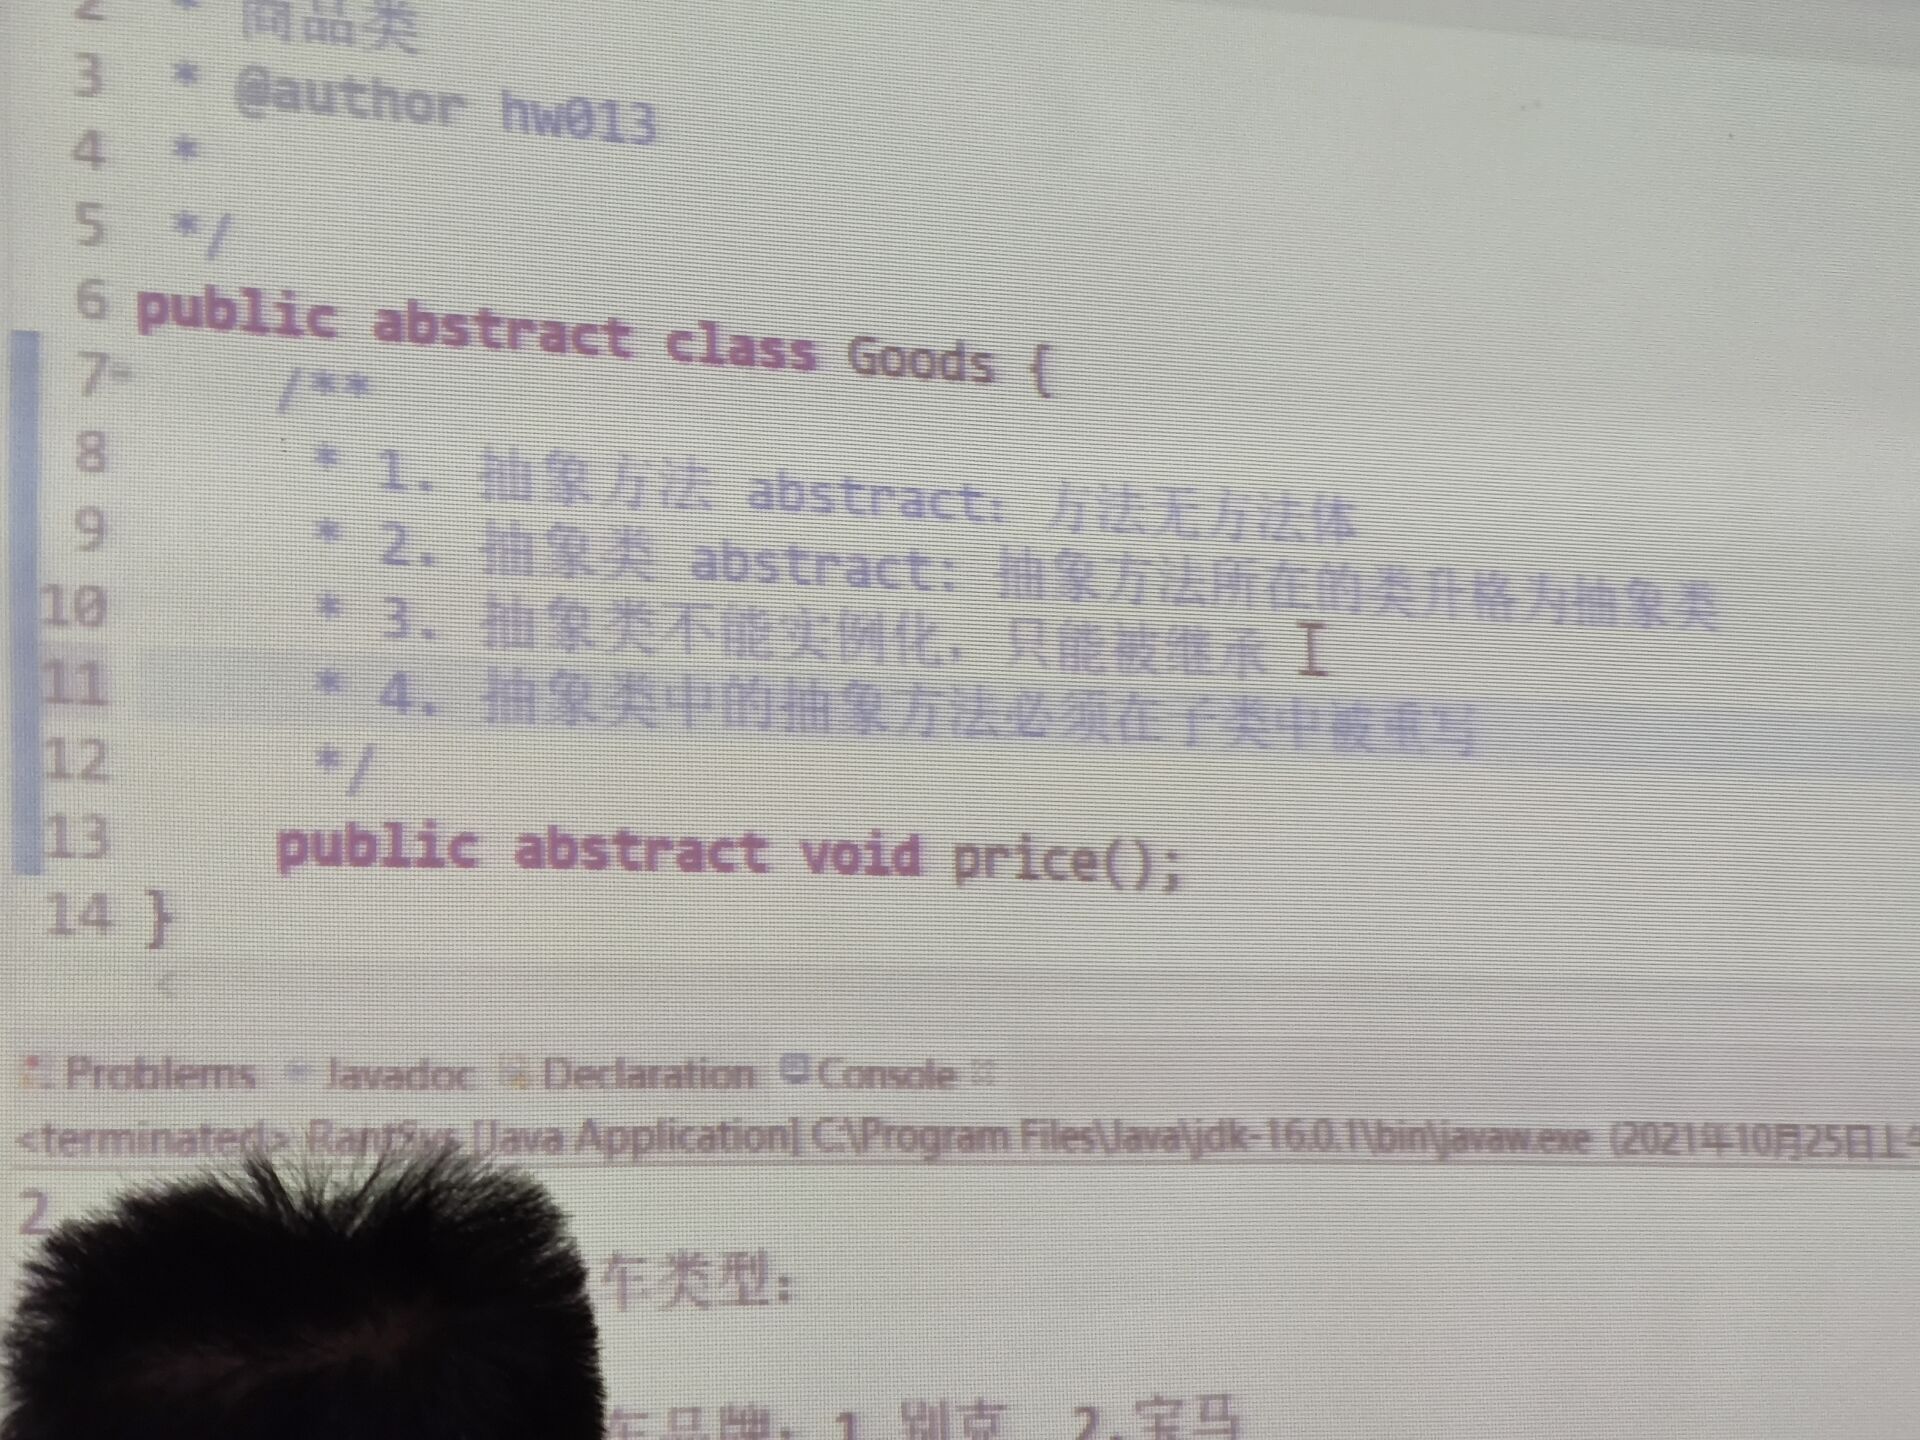 2 * 商品类
3 * @author hw013
4 *
5 */
6 public abstract class Goods {
7 /**
8 * 1. 抽象方法 abstract: 方法无方法体
9 * 2. 抽象类 abstract: 抽象方法所在的类升格为抽象类
10 * 3. 抽象类不能实例化，只能被继承
11 * 4. 抽象类中的抽象方法必须在子类中被重写
12 */
13 public abstract void price();
14 }
<
Problems Javadoc Declaration Console
<terminated> RantSys [Java Application] C:\Program Files\Java\jdk-16.0.1\bin\javaw.exe (2021年10月25日上午
2
车类型:
车品牌: 1.别克 2.宝马